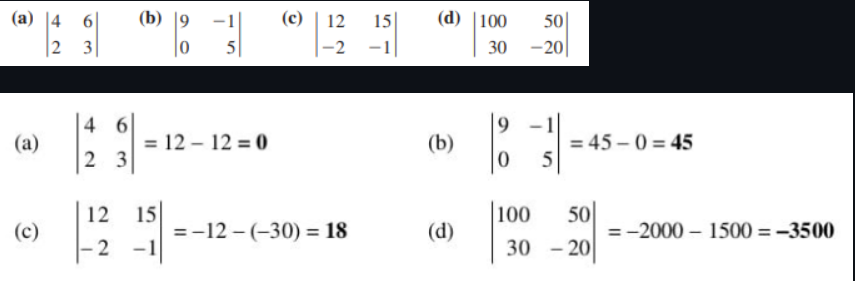 (a) |4 6| (b) |9 −1| (c) | 12 15| (d) |100 50|
|2 3| |0 5| |−2 −1| | 30 −20|
(a) |4 6| = 12 – 12 = 0 (b) |9 −1| = 45 – 0 = 45
|2 3| |0 5|
(c) | 12 15| = –12 – (–30) = 18 (d) |100 50| = –2000 – 1500 = –3500
|– 2 −1| | 30 – 20|